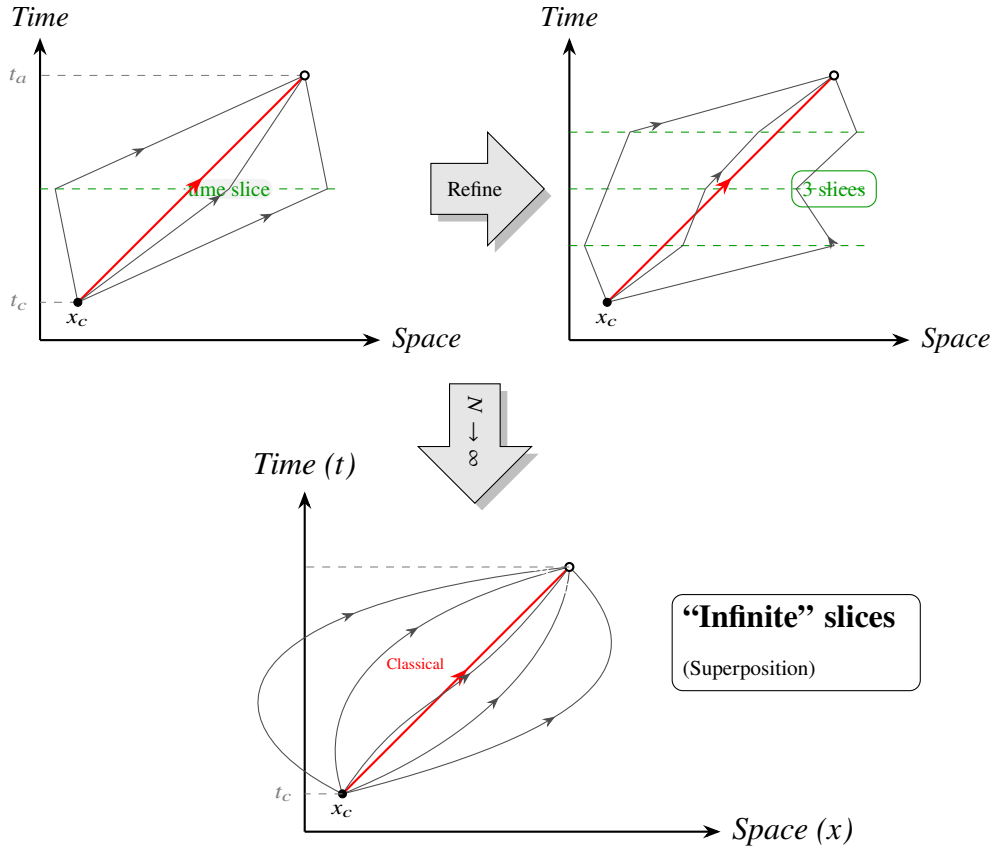 Time
Time
t_a
time slice
Refine
3 slices
t_c
x_c
x_c
Space
Space
N → ∞
Time (t)
"Infinite" slices
(Superposition)
Classical
t_c
x_c
Space (x)